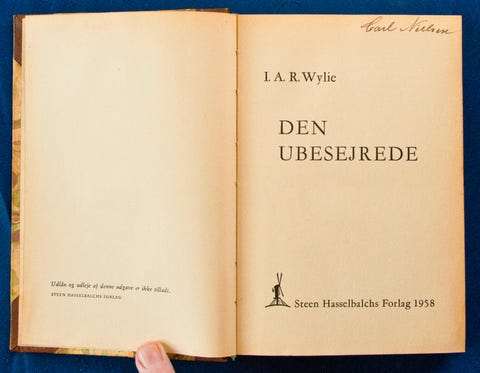 Udlån og udleje af denne udgave er ikke tilladt.
STEEN HASSELBALCHS FORLAG
Carl Nielsen
I. A. R. Wylie
DEN
UBESEJREDE
Steen Hasselbalchs Forlag 1958